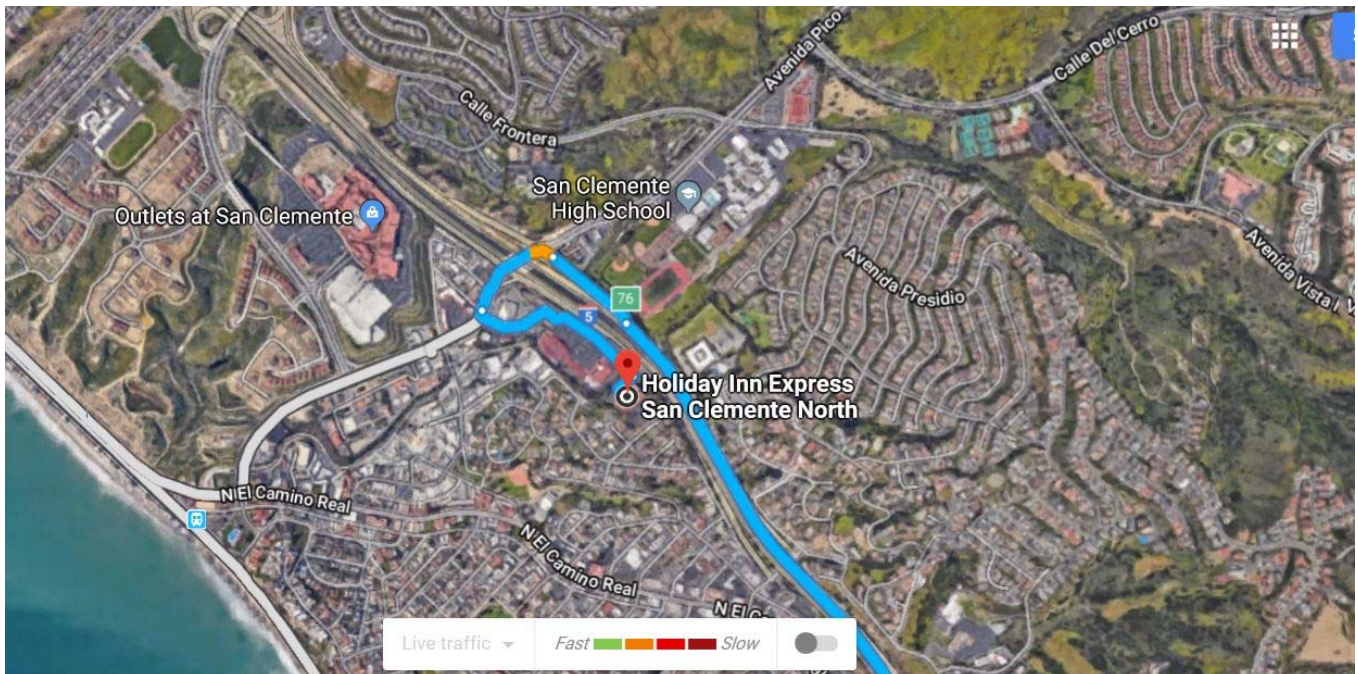 Avenida Pico
Calle Del Cerro
Calle Frontera
San Clemente
High School
Outlets at San Clemente
Avenida Presidio
Avenida Vista
76
5
Holiday Inn Express
San Clemente North
N El Camino Real
N El Camino Real
Live traffic
Fast
Slow